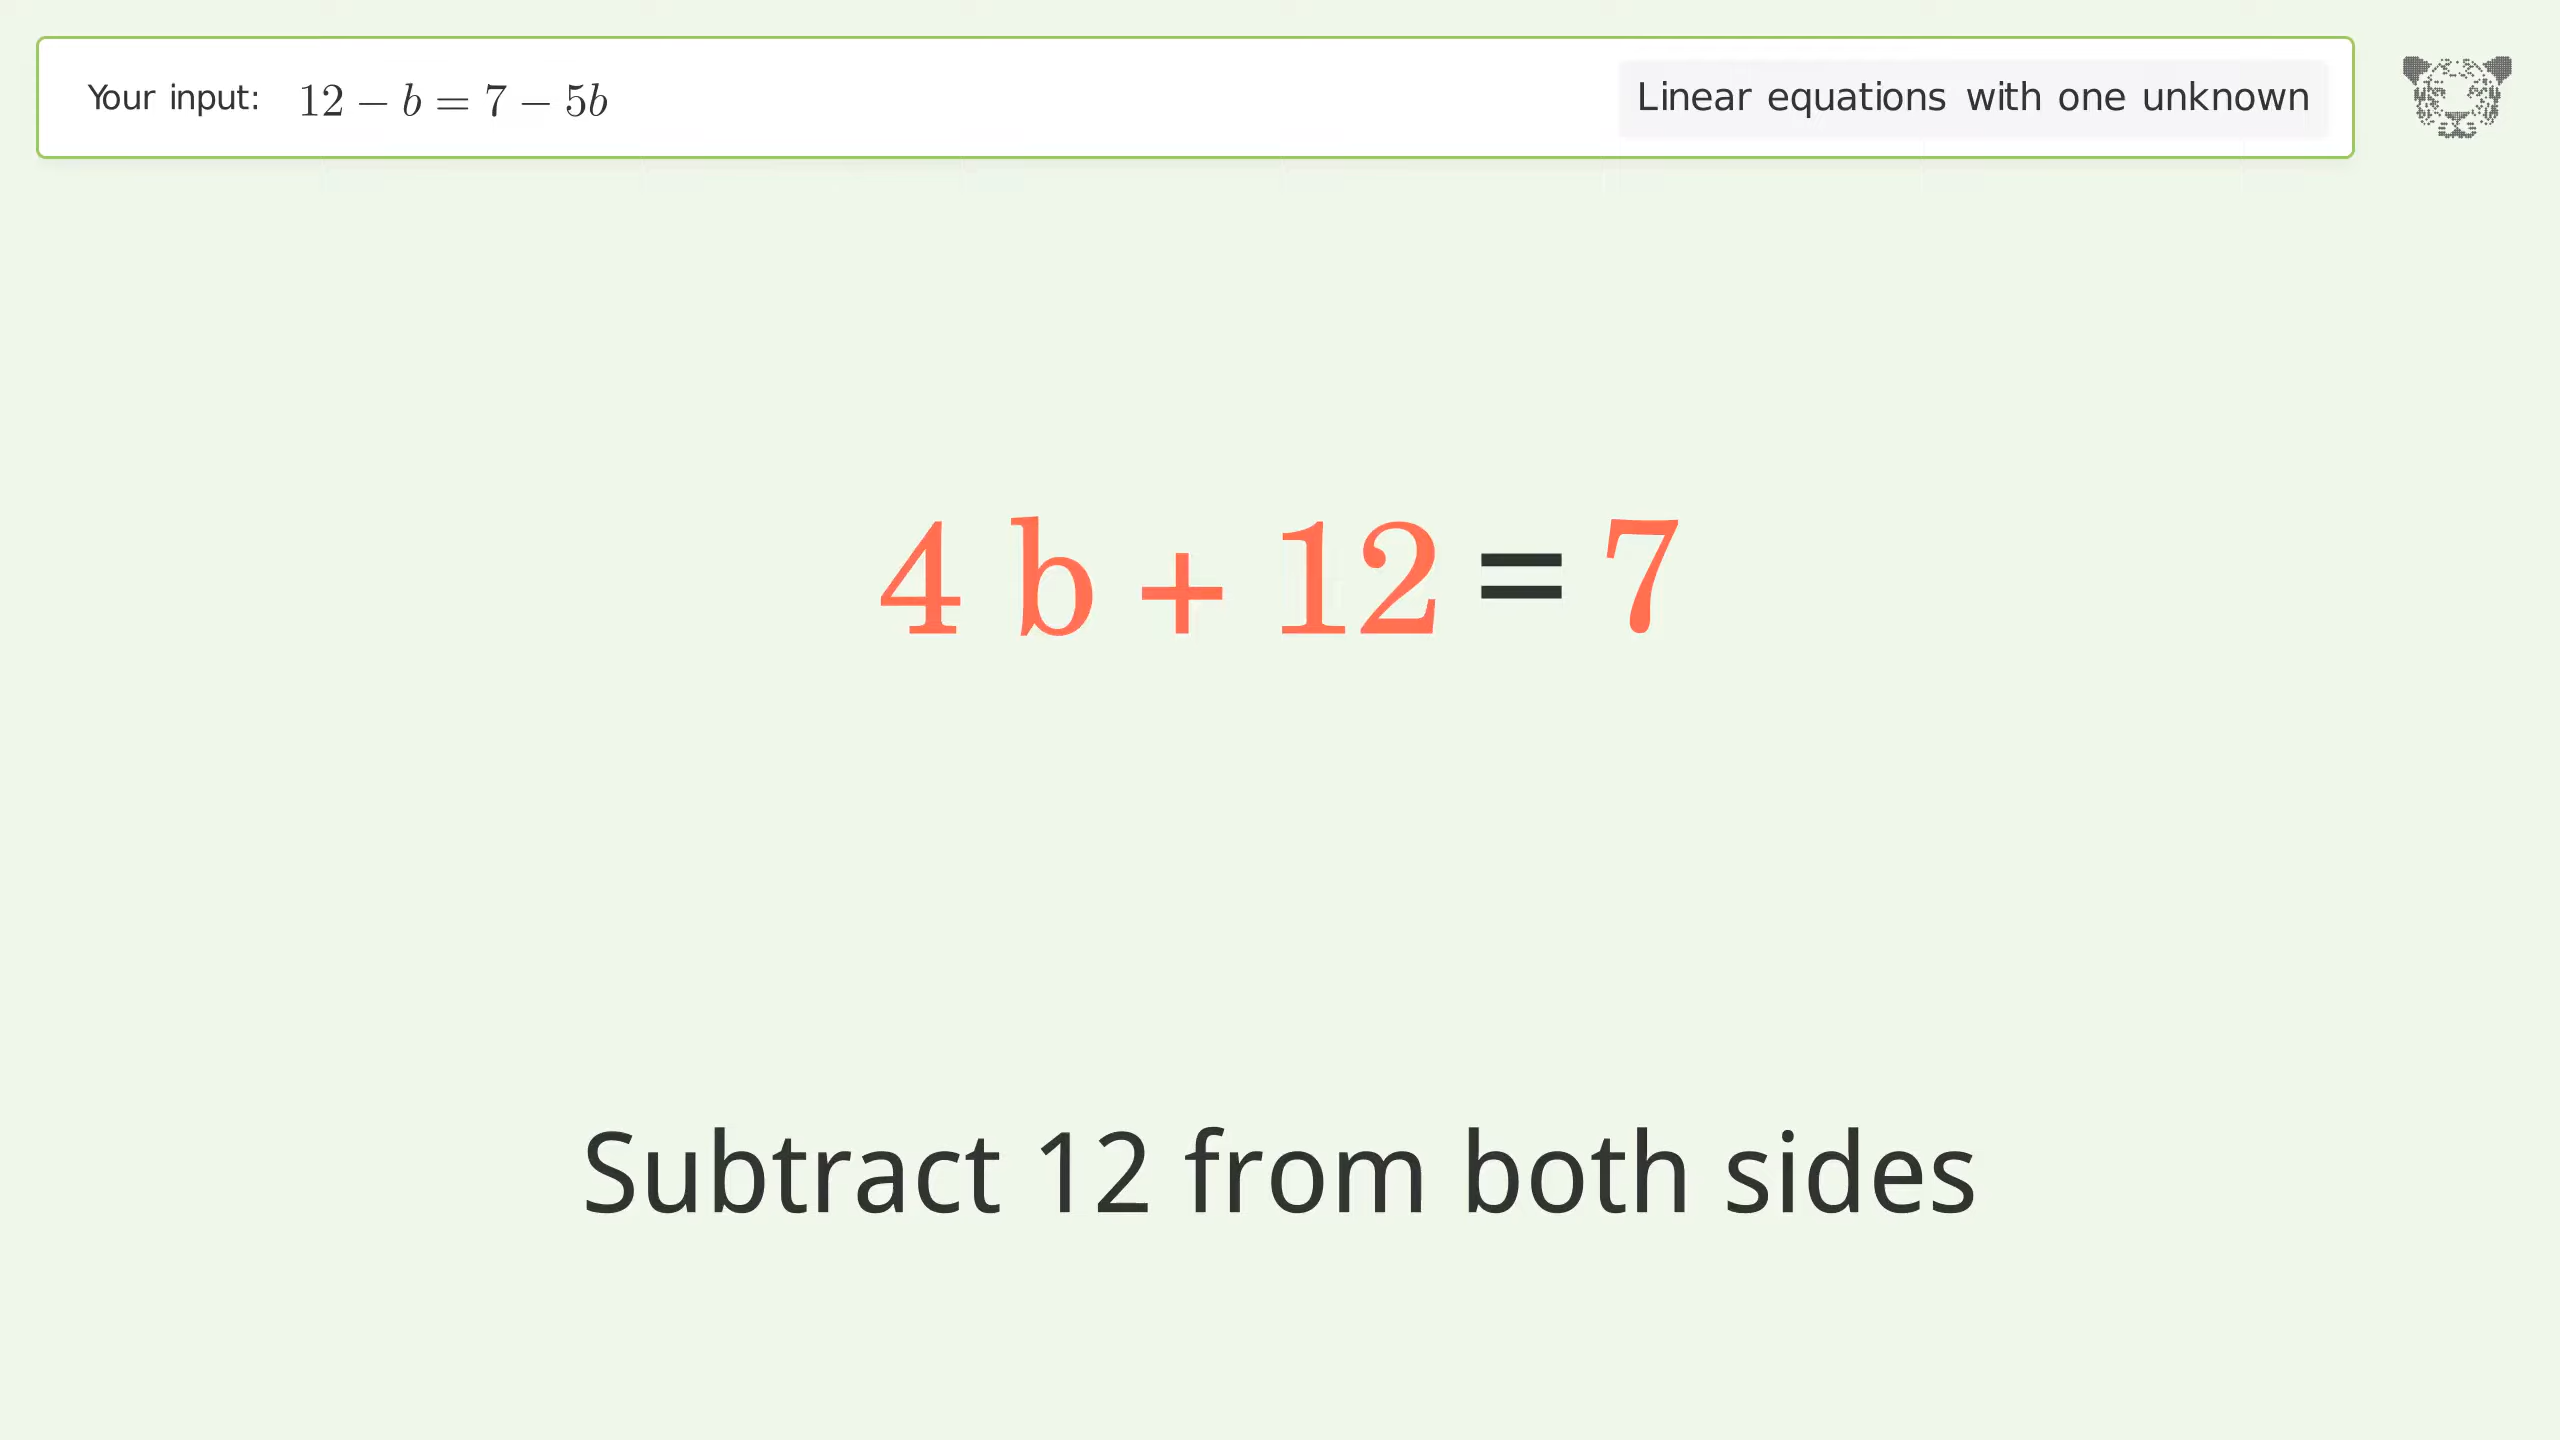 Your input: 12 − b = 7 − 5b
Linear equations with one unknown
4 b + 12 = 7
Subtract 12 from both sides